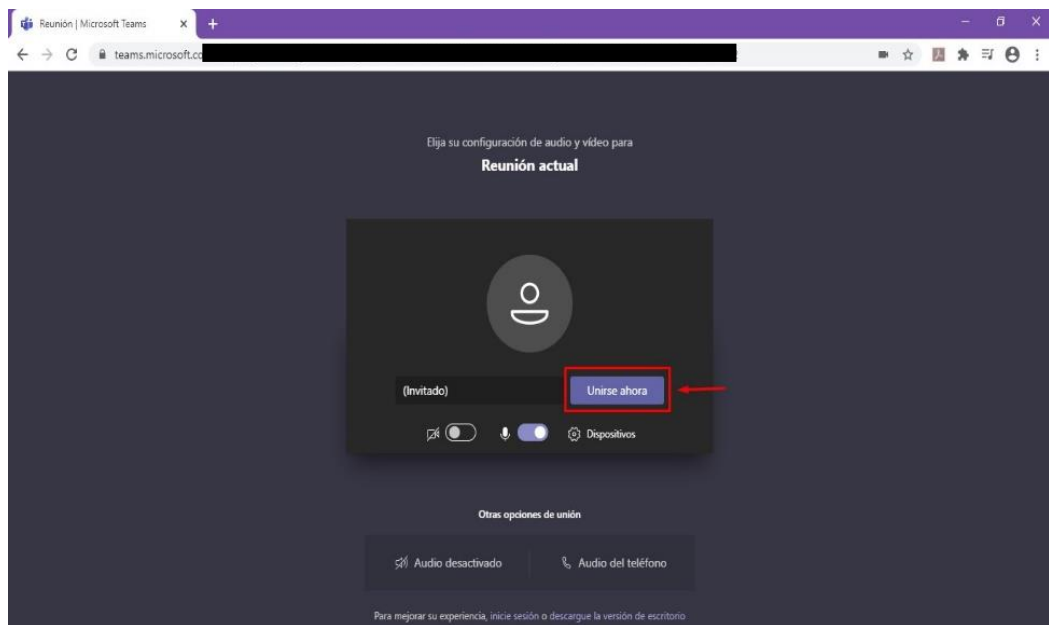 Reunión | Microsoft Teams
teams.microsoft.co
Elija su configuración de audio y vídeo para
Reunión actual
(Invitado)
Unirse ahora
Dispositivos
Otras opciones de unión
Audio desactivado
Audio del teléfono
Para mejorar su experiencia, inicie sesión o descargue la versión de escritorio